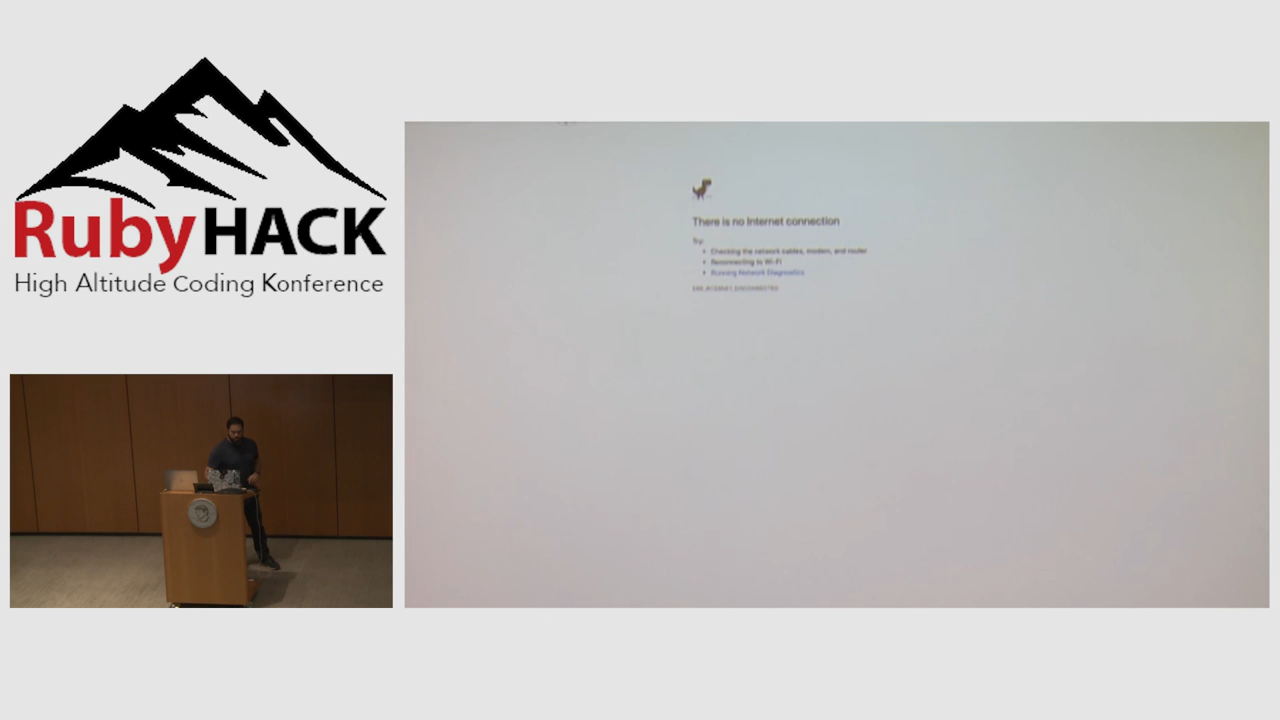 RubyHACK
High Altitude Coding Konference
There is no Internet connection
Try:
Checking the network cables, modem, and router
Reconnecting to Wi-Fi
Running Network Diagnostics
ERR_INTERNET_DISCONNECTED